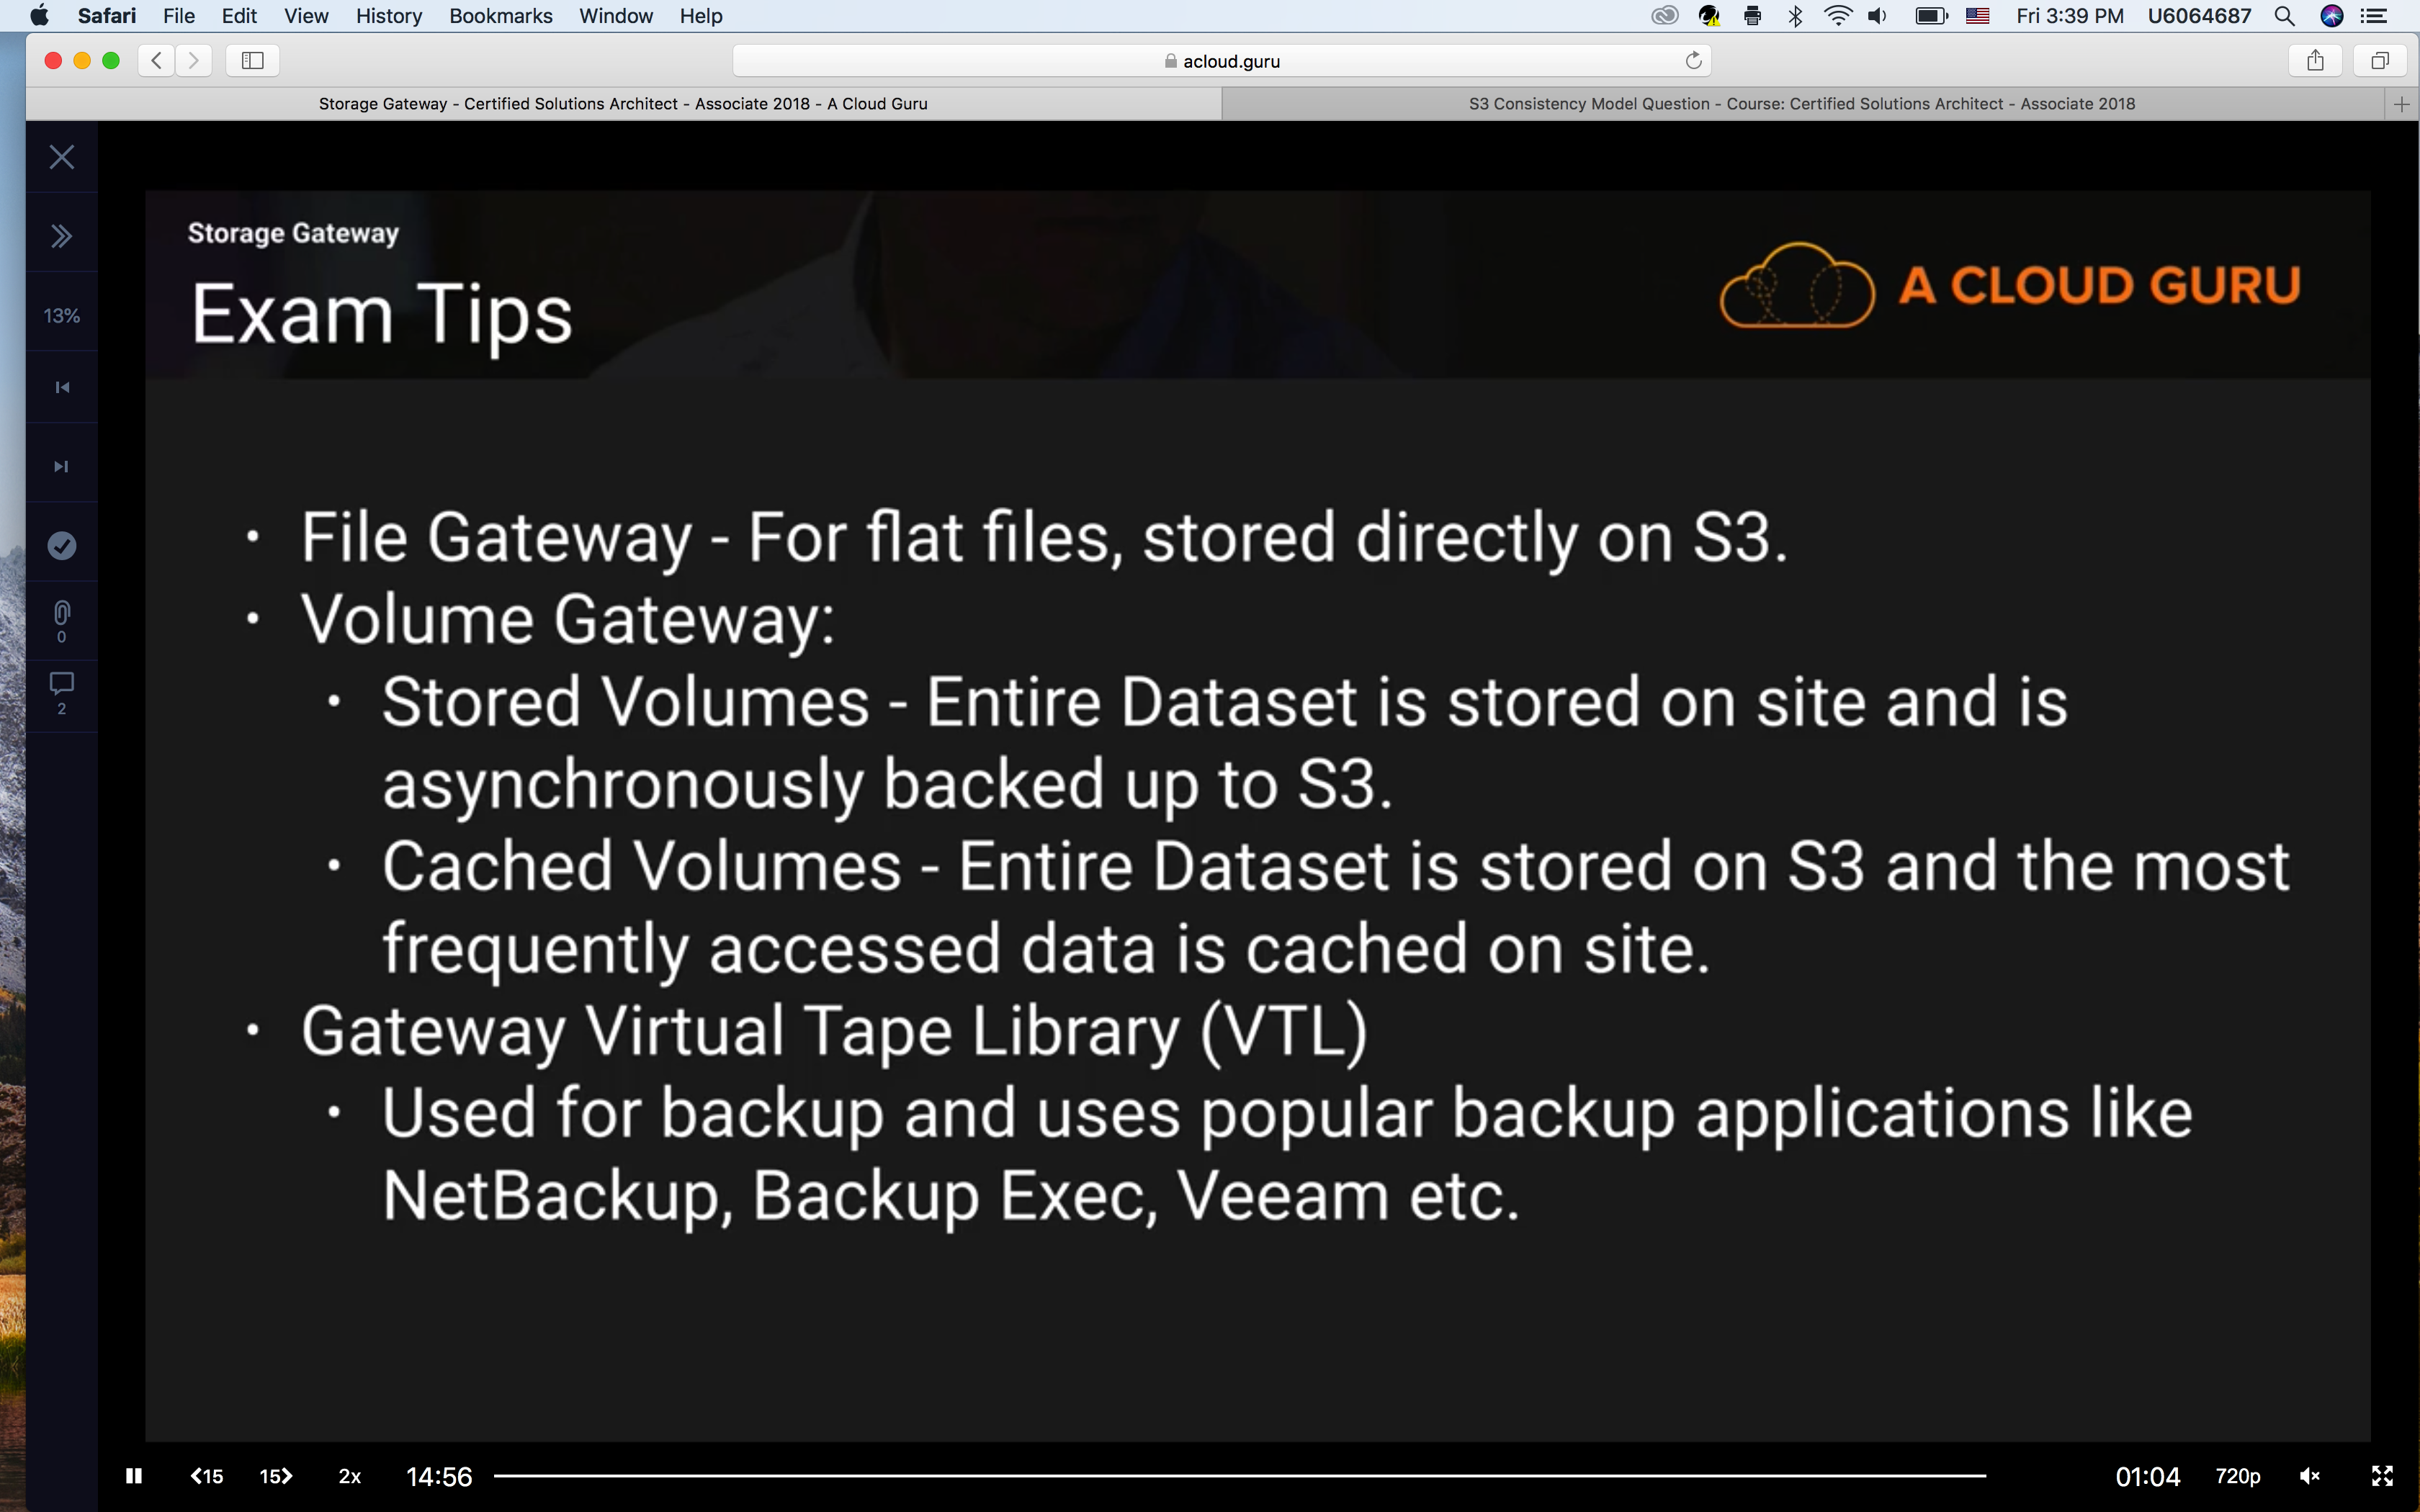 Safari File Edit View History Bookmarks Window Help Fri 3:39 PM U6064687
acloud.guru
Storage Gateway - Certified Solutions Architect - Associate 2018 - A Cloud Guru
S3 Consistency Model Question - Course: Certified Solutions Architect - Associate 2018
13%
0
2
Storage Gateway
Exam Tips
A CLOUD GURU
• File Gateway - For flat files, stored directly on S3.
• Volume Gateway:
• Stored Volumes - Entire Dataset is stored on site and is
asynchronously backed up to S3.
• Cached Volumes - Entire Dataset is stored on S3 and the most
frequently accessed data is cached on site.
• Gateway Virtual Tape Library (VTL)
• Used for backup and uses popular backup applications like
NetBackup, Backup Exec, Veeam etc.
15 15 2x 14:56 01:04 720p